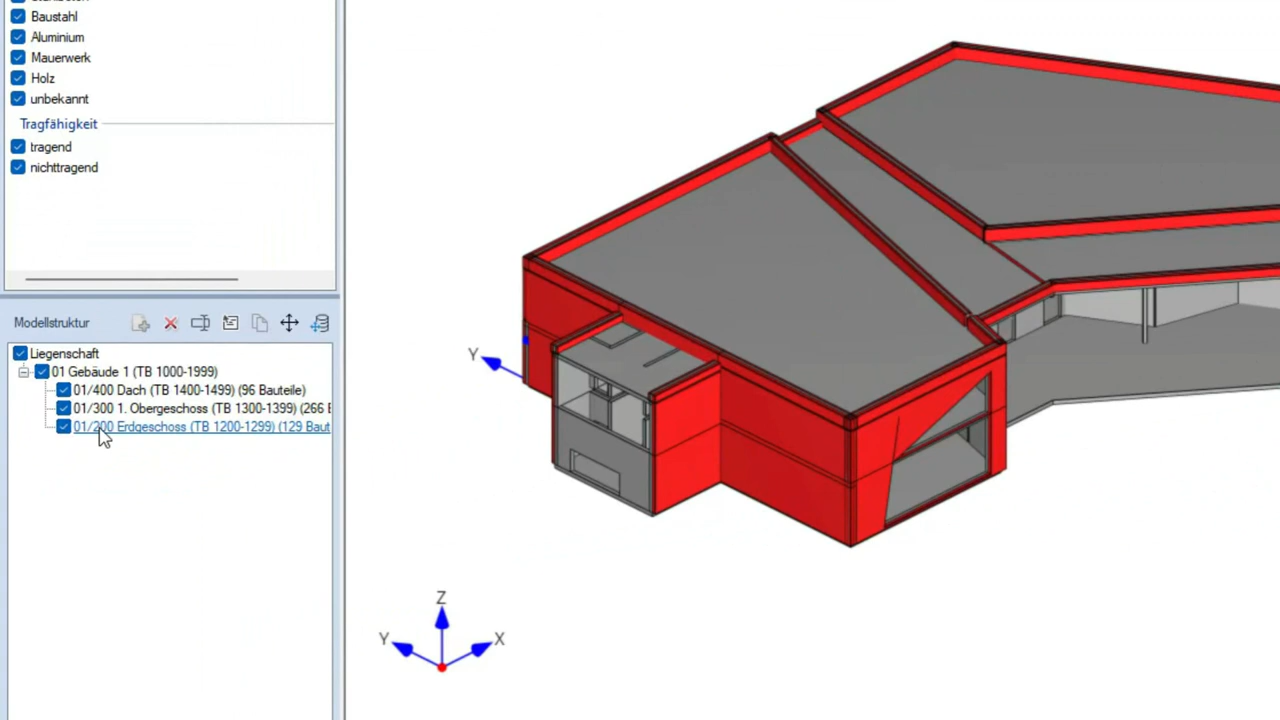 Baustahl
Aluminium
Mauerwerk
Holz
unbekannt
Tragfähigkeit
tragend
nichttragend
Modellstruktur
Liegenschaft
01 Gebäude 1 (TB 1000-1999)
01/400 Dach (TB 1400-1499) (96 Bauteile)
01/300 1. Obergeschoss (TB 1300-1399) (266 B
01/200 Erdgeschoss (TB 1200-1299) (129 Baut
Y
Z
Y
X